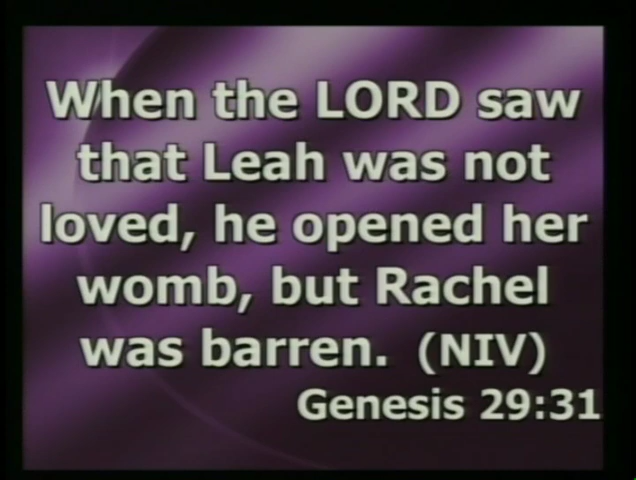 When the LORD saw
that Leah was not
loved, he opened her
womb, but Rachel
was barren. (NIV)
Genesis 29:31